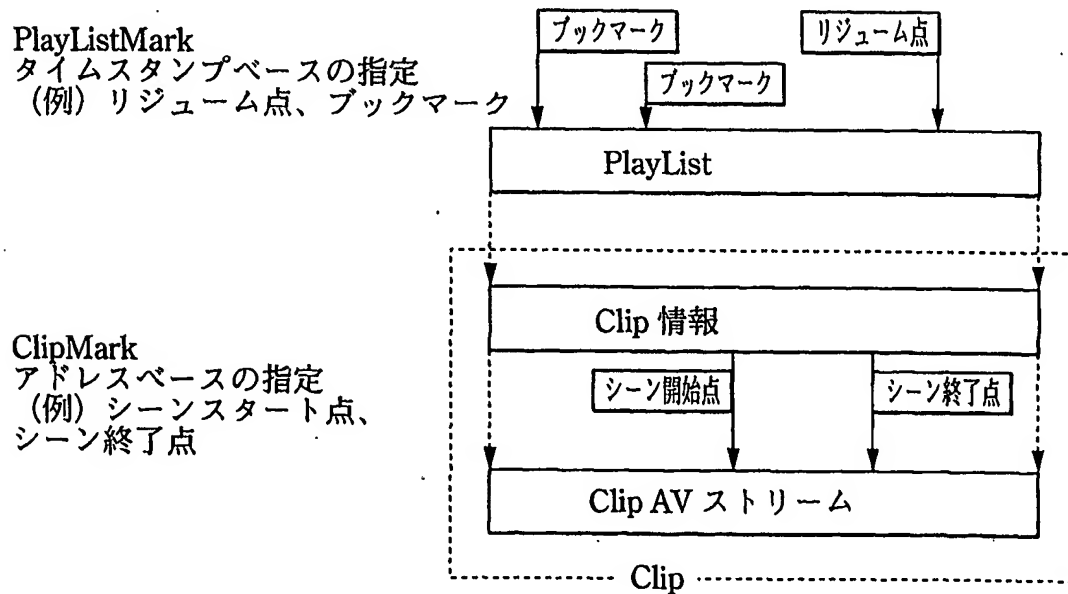 PlayListMark
タイムスタンプベースの指定
（例）リジューム点、ブックマーク
ブックマーク
ブックマーク
リジューム点
PlayList
ClipMark
アドレスベースの指定
（例）シーンスタート点、
シーン終了点
Clip 情報
シーン開始点
シーン終了点
Clip AV ストリーム
Clip